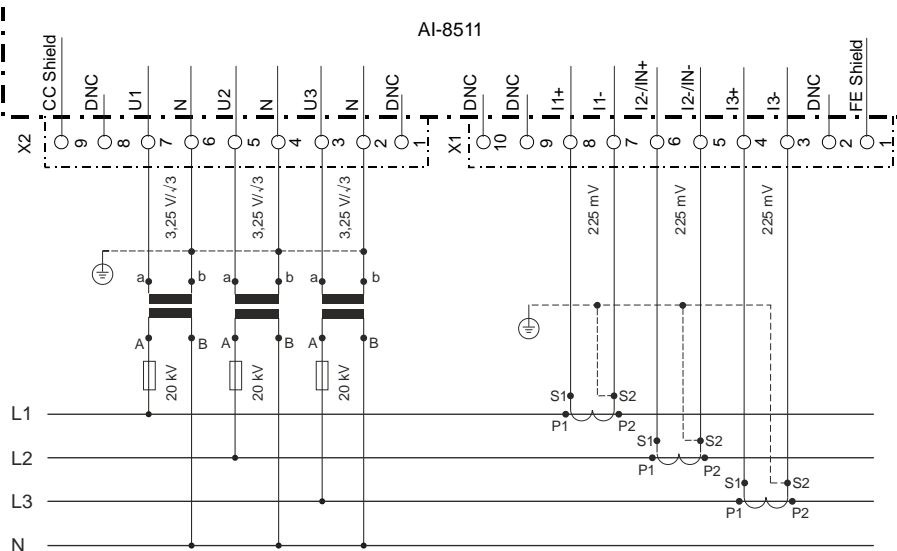 AI-8511
CC Shield
DNC
U1
N
U2
N
U3
N
DNC
DNC
DNC
I1+
I1-
I2-/IN+
I2-/IN-
I3+
I3-
DNC
FE Shield
X2
9
8
7
6
5
4
3
2
1
X1
10
9
8
7
6
5
4
3
2
1
3,25 V/√3
3,25 V/√3
3,25 V/√3
225 mV
225 mV
225 mV
a
b
a
b
a
b
A
B
A
B
A
B
20 kV
20 kV
20 kV
S1
S2
L1
P1
P2
S1
S2
L2
P1
P2
S1
S2
L3
P1
P2
N